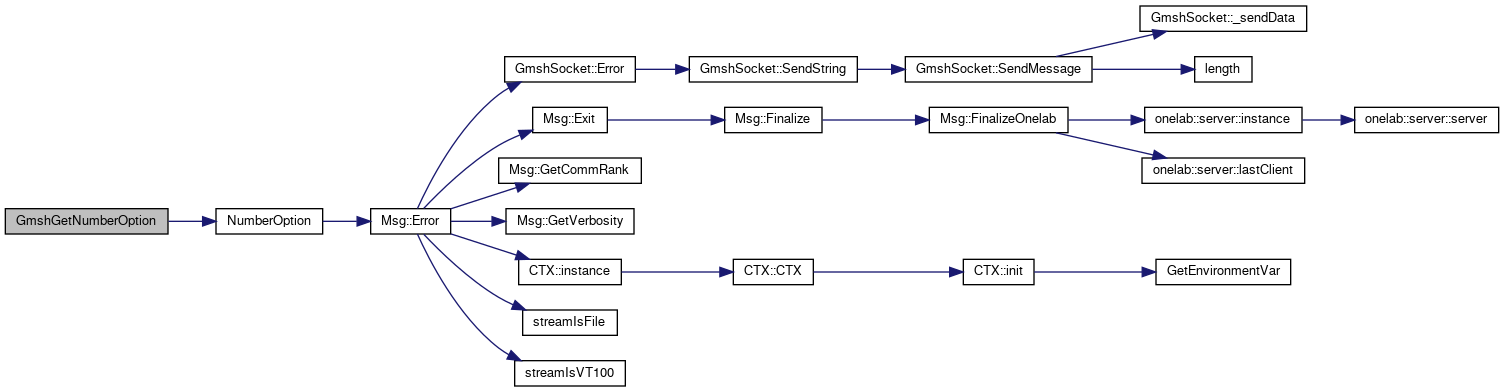 GmshGetNumberOption
NumberOption
Msg::Error
GmshSocket::Error
GmshSocket::SendString
GmshSocket::SendMessage
GmshSocket::_sendData
length
Msg::Exit
Msg::Finalize
Msg::FinalizeOnelab
onelab::server::instance
onelab::server::server
onelab::server::lastClient
Msg::GetCommRank
Msg::GetVerbosity
CTX::instance
CTX::CTX
CTX::init
GetEnvironmentVar
streamIsFile
streamIsVT100